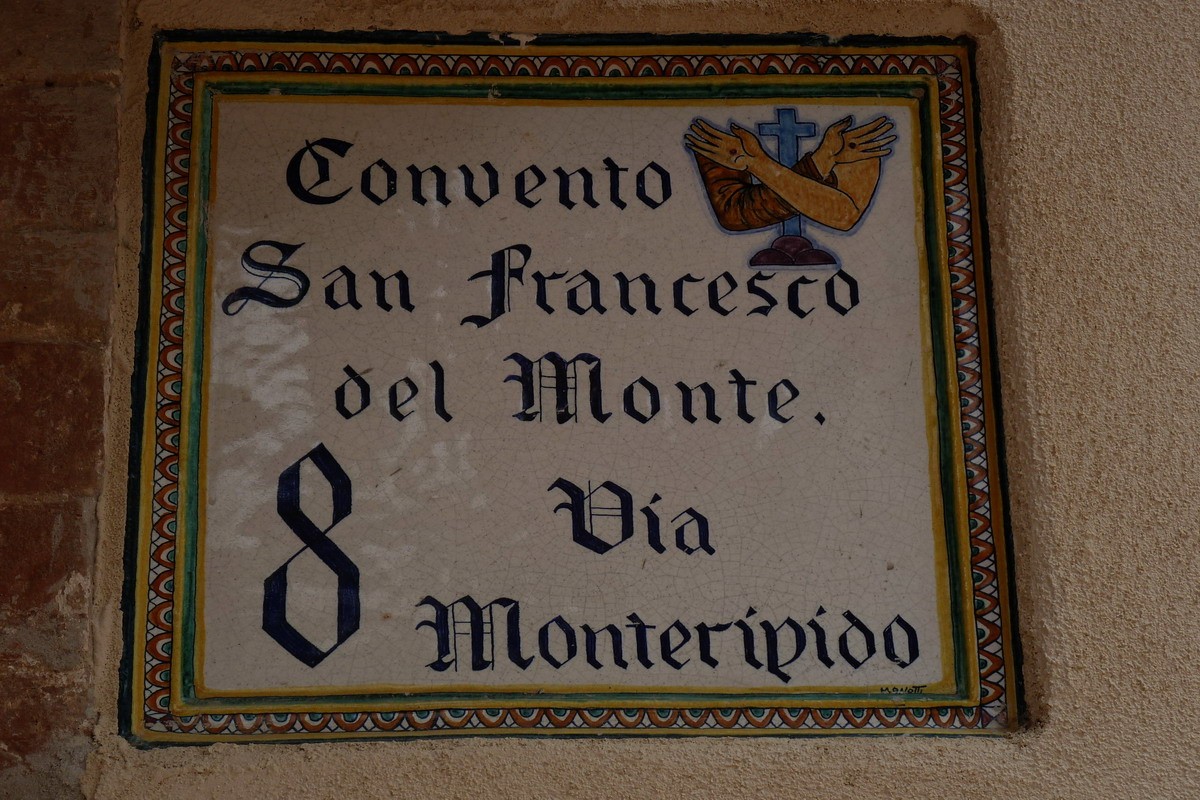 Convento
San Francesco
del Monte.
8 Via
Monteripido